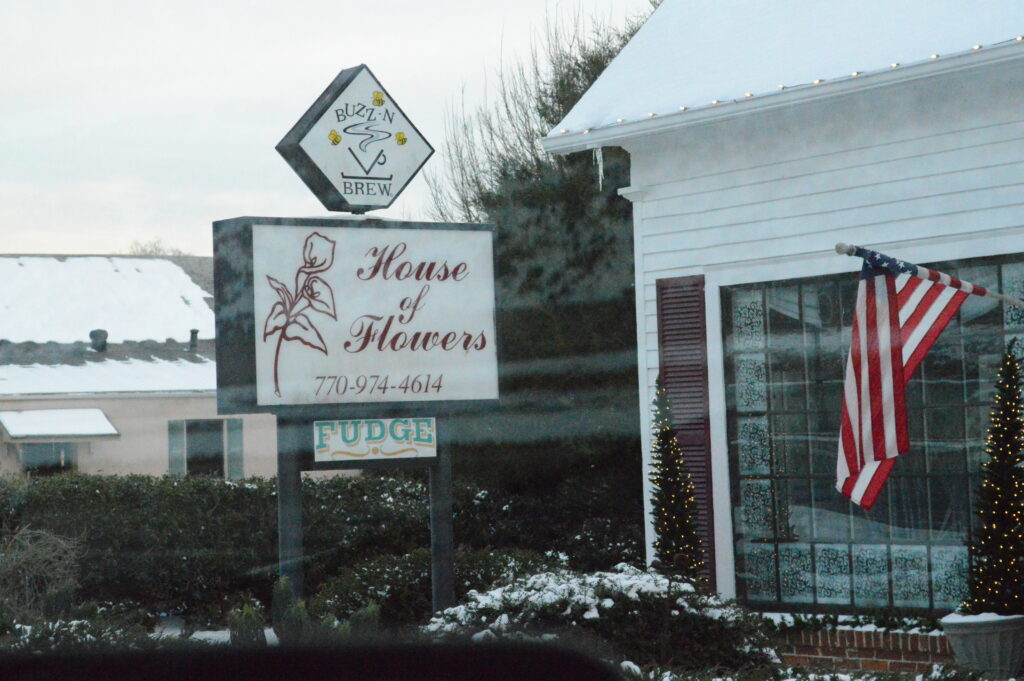 BUZZ·N
BREW
House
of
Flowers
770-974-4614
FUDGE